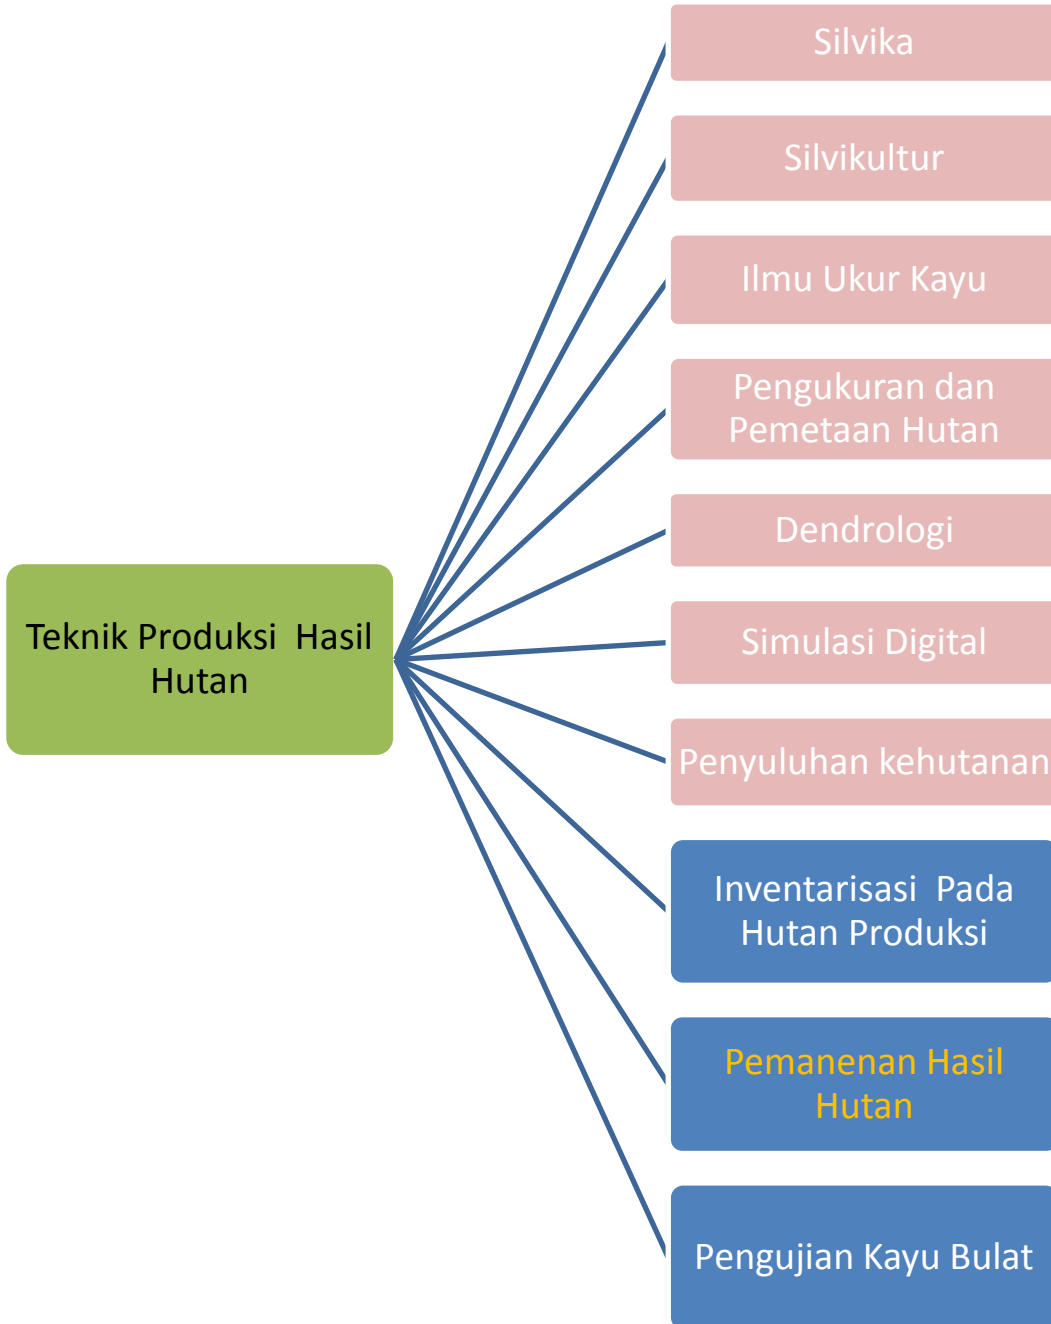 Silvika
Silvikultur
Ilmu Ukur Kayu
Pengukuran dan
Pemetaan Hutan
Dendrologi
Teknik Produksi  Hasil
Hutan
Simulasi Digital
Penyuluhan kehutanan
Inventarisasi  Pada
Hutan Produksi
Pemanenan Hasil
Hutan
Pengujian Kayu Bulat